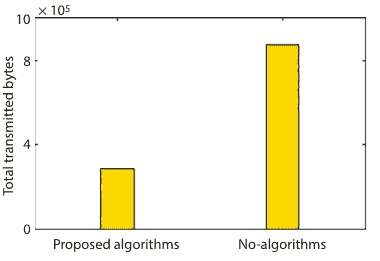 × 10⁵
10
8
4
0
Total transmitted bytes
Proposed algorithms
No-algorithms